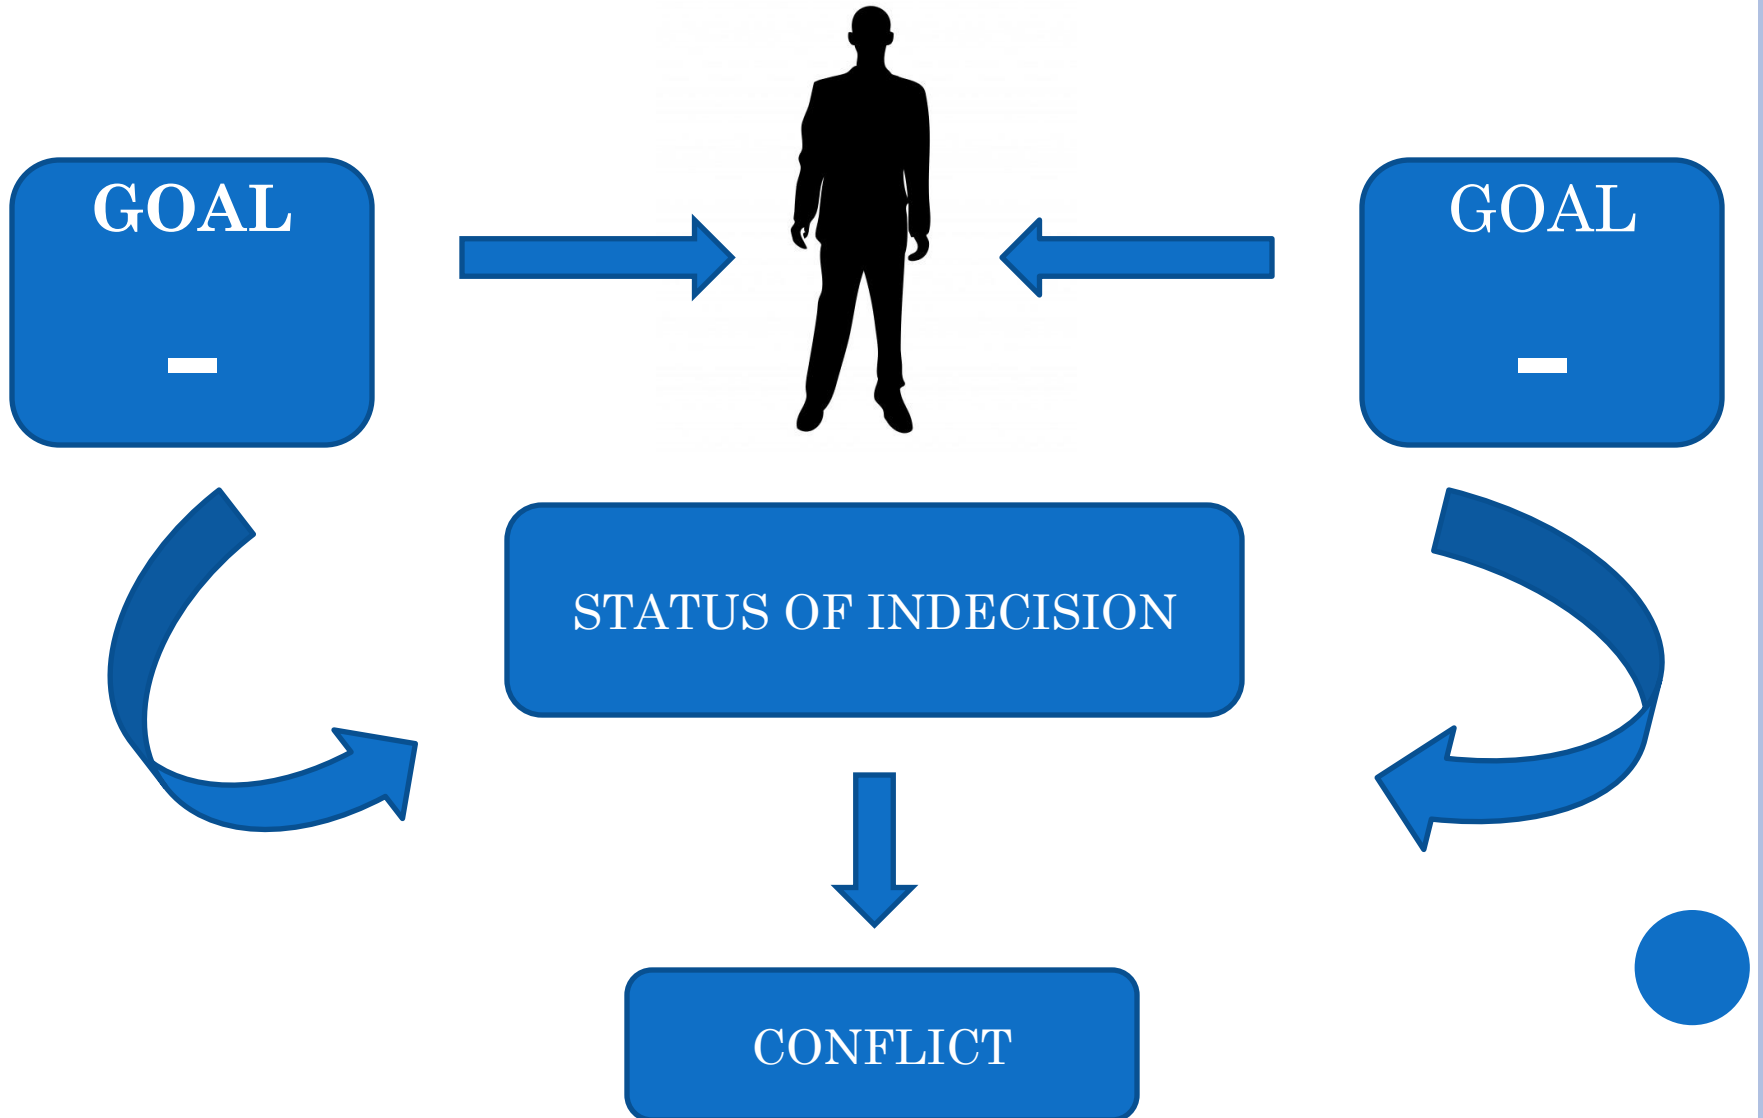 GOAL
-
GOAL
-
STATUS OF INDECISION
CONFLICT